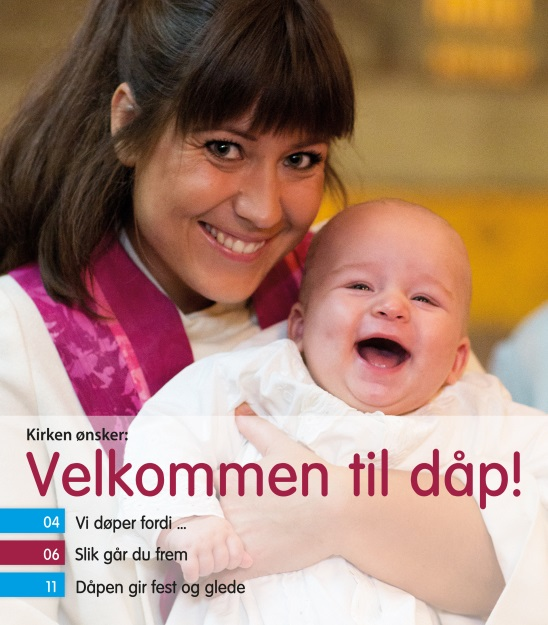 Kirken ønsker:
Velkommen til dåp!
04 Vi døper fordi ...
06 Slik går du frem
11 Dåpen gir fest og glede